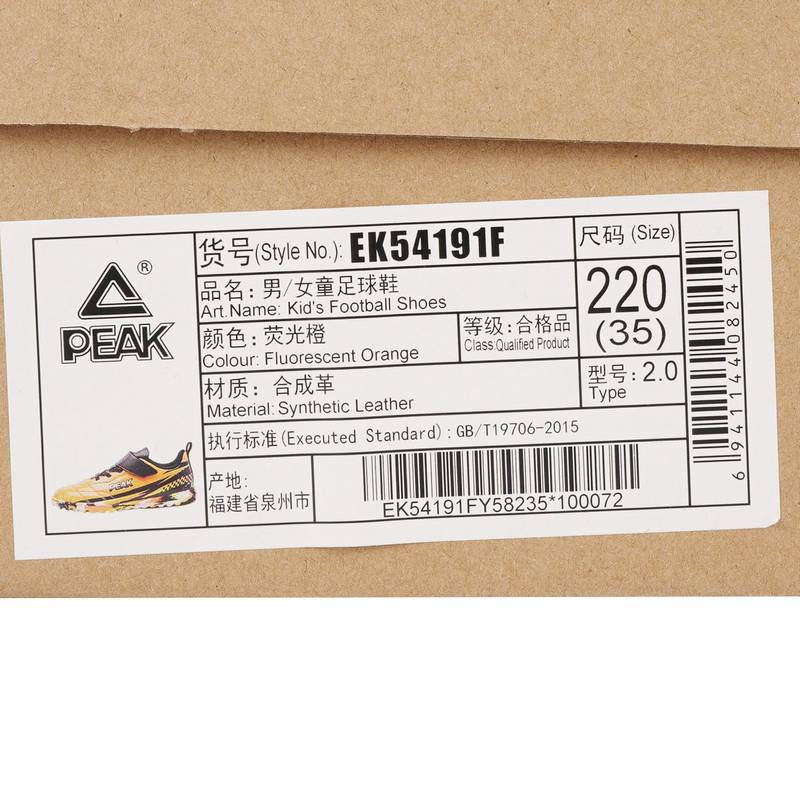 ®
PEAK
货号(Style No.): EK54191F
尺码 (Size)
品名: 男/女童足球鞋
Art.Name: Kid's Football Shoes
220
(35)
颜色: 荧光橙
Colour: Fluorescent Orange
等级: 合格品
Class:Qualified Product
材质: 合成革
Material: Synthetic Leather
型号: 2.0
Type
执行标准(Executed Standard): GB/T19706-2015
产地:
福建省泉州市
EK54191FY58235*100072
6941144082450
PEAK